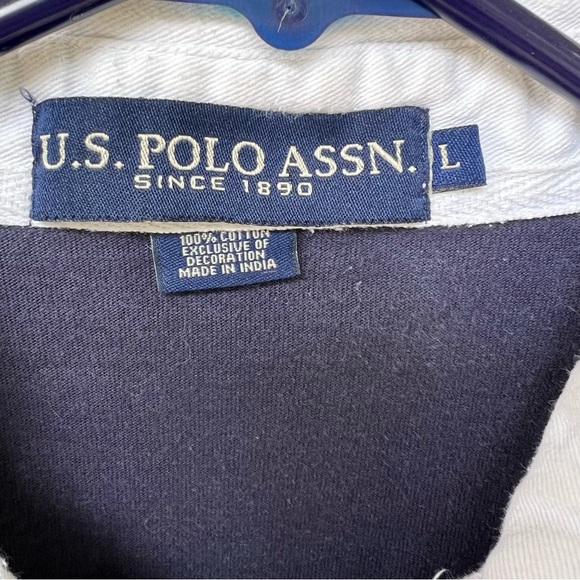 U.S. POLO ASSN.
SINCE 1890
L
100% COTTON
EXCLUSIVE OF
DECORATION
MADE IN INDIA